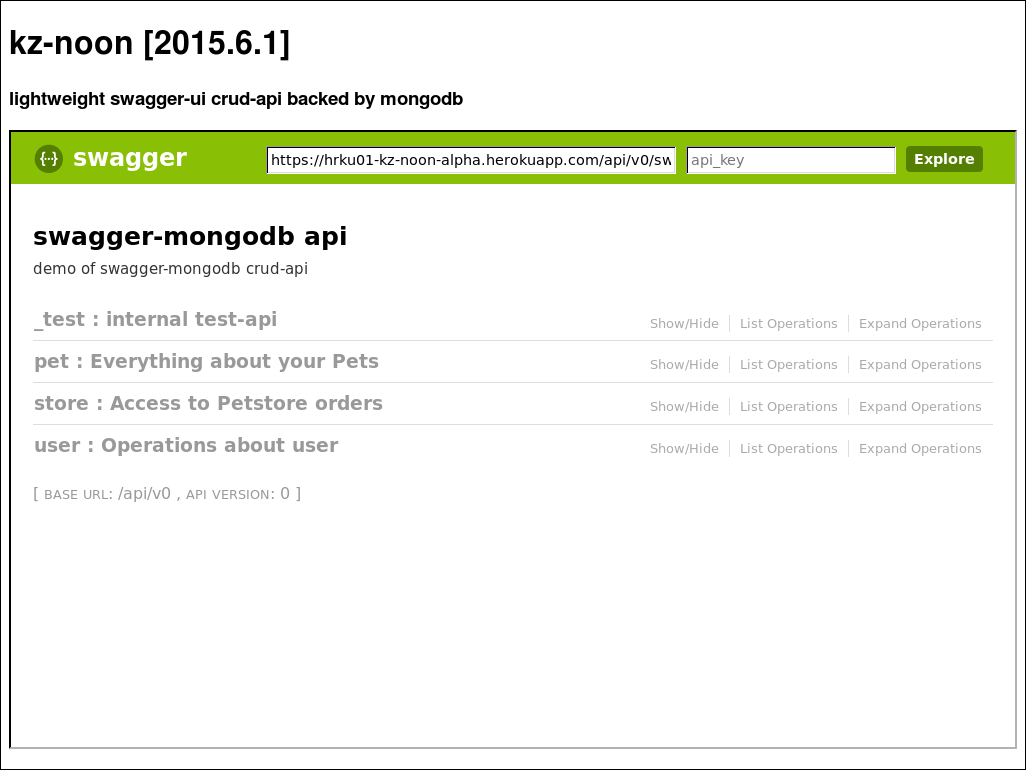 kz-noon [2015.6.1]
lightweight swagger-ui crud-api backed by mongodb
{···} swagger https://hrku01-kz-noon-alpha.herokuapp.com/api/v0/sw api_key Explore
swagger-mongodb api
demo of swagger-mongodb crud-api
_test : internal test-api Show/Hide List Operations Expand Operations
pet : Everything about your Pets Show/Hide List Operations Expand Operations
store : Access to Petstore orders Show/Hide List Operations Expand Operations
user : Operations about user Show/Hide List Operations Expand Operations
[ BASE URL: /api/v0 , API VERSION: 0 ]